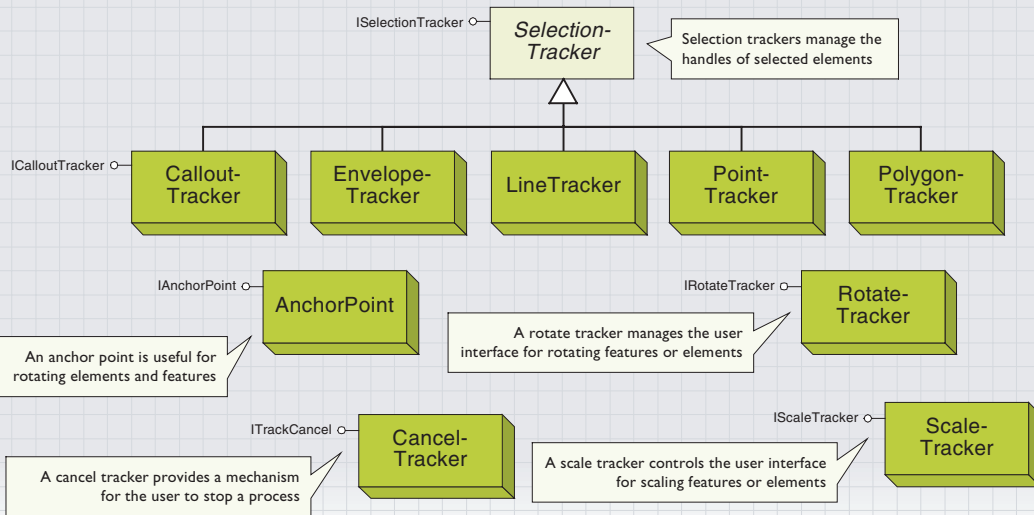 ISelectionTracker
Selection-
Tracker
Selection trackers manage the
handles of selected elements
ICalloutTracker
Callout-
Tracker
Envelope-
Tracker
LineTracker
Point-
Tracker
Polygon-
Tracker
IAnchorPoint
AnchorPoint
An anchor point is useful for
rotating elements and features
IRotateTracker
Rotate-
Tracker
A rotate tracker manages the user
interface for rotating features or elements
ITrackCancel
Cancel-
Tracker
A cancel tracker provides a mechanism
for the user to stop a process
IScaleTracker
Scale-
Tracker
A scale tracker controls the user interface
for scaling features or elements